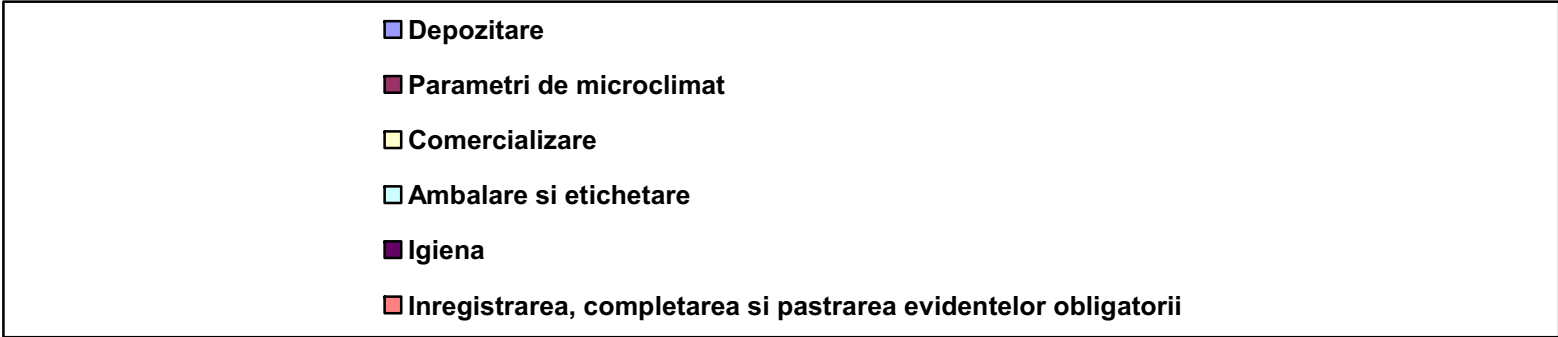 Depozitare
Parametri de microclimat
Comercializare
Ambalare si etichetare
Igiena
Inregistrarea, completarea si pastrarea evidentelor obligatorii